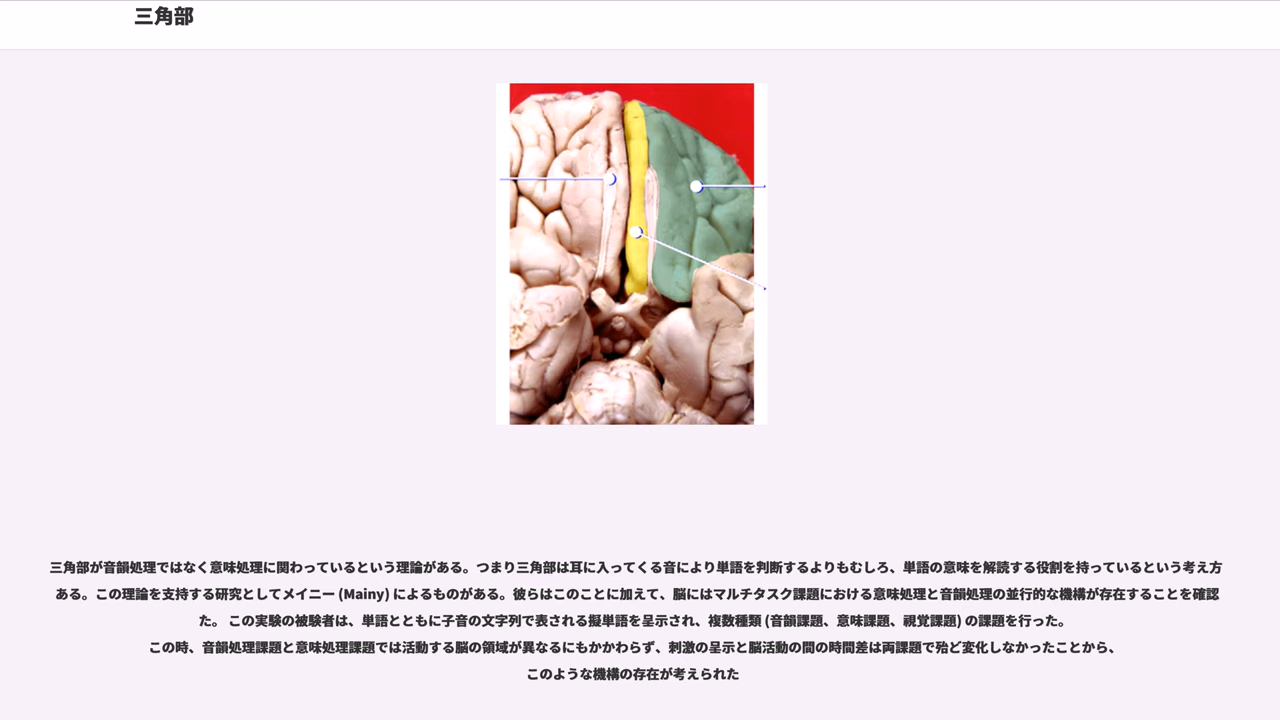 三角部
三角部が音韻処理ではなく意味処理に関わっているという理論がある。つまり三角部は耳に入ってくる音により単語を判断するよりもむしろ、単語の意味を解読する役割を持っているという考え方
ある。この理論を支持する研究としてメイニー (Mainy) によるものがある。彼らはこのことに加えて、脳にはマルチタスク課題における意味処理と音韻処理の並行的な機構が存在することを確認
た。 この実験の被験者は、単語とともに子音の文字列で表される擬単語を呈示され、複数種類 (音韻課題、意味課題、視覚課題) の課題を行った。
この時、音韻処理課題と意味処理課題では活動する脳の領域が異なるにもかかわらず、刺激の呈示と脳活動の間の時間差は両課題で殆ど変化しなかったことから、
このような機構の存在が考えられた